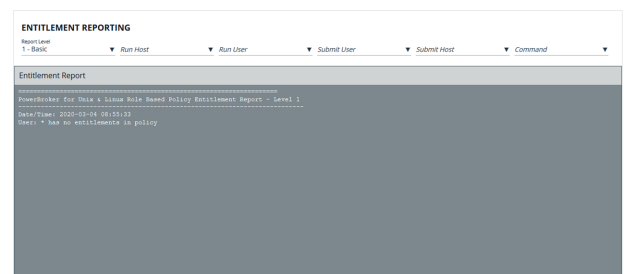 ENTITLEMENT REPORTING
Report Level
1 - Basic ▼ Run Host ▼ Run User ▼ Submit User ▼ Submit Host ▼ Command ▼
Entitlement Report
======================================================================
PowerBroker for Unix & Linux Role Based Policy Entitlement Report - Level 1
-----------------------------------------------------------------------------
Date/Time: 2020-03-04 08:55:33
User: * has no entitlements in policy